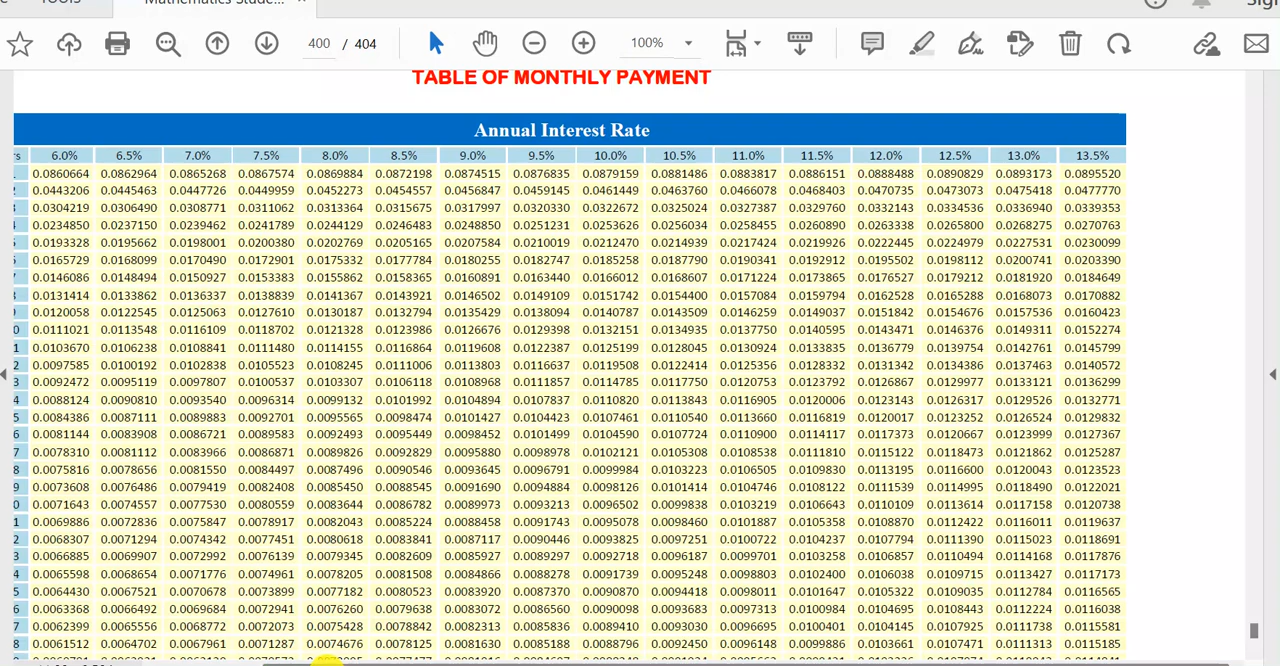 TOOLS Mathematics Stude... Sign
400 / 404 100%
TABLE OF MONTHLY PAYMENT
Annual Interest Rate
rs 6.0% 6.5% 7.0% 7.5% 8.0% 8.5% 9.0% 9.5% 10.0% 10.5% 11.0% 11.5% 12.0% 12.5% 13.0% 13.5%
0.0860664 0.0862964 0.0865268 0.0867574 0.0869884 0.0872198 0.0874515 0.0876835 0.0879159 0.0881486 0.0883817 0.0886151 0.0888488 0.0890829 0.0893173 0.0895520
2 0.0443206 0.0445463 0.0447726 0.0449959 0.0452273 0.0454557 0.0456847 0.0459145 0.0461449 0.0463760 0.0466078 0.0468403 0.0470735 0.0473073 0.0475418 0.0477770
3 0.0304219 0.0306490 0.0308771 0.0311062 0.0313364 0.0315675 0.0317997 0.0320330 0.0322672 0.0325024 0.0327387 0.0329760 0.0332143 0.0334536 0.0336940 0.0339353
0.0234850 0.0237150 0.0239462 0.0241789 0.0244129 0.0246483 0.0248850 0.0251231 0.0253626 0.0256034 0.0258455 0.0260890 0.0263338 0.0265800 0.0268275 0.0270763
5 0.0193328 0.0195662 0.0198001 0.0200380 0.0202769 0.0205165 0.0207584 0.0210019 0.0212470 0.0214939 0.0217424 0.0219926 0.0222445 0.0224979 0.0227531 0.0230099
0.0165729 0.0168099 0.0170490 0.0172901 0.0175332 0.0177784 0.0180255 0.0182747 0.0185258 0.0187790 0.0190341 0.0192912 0.0195502 0.0198112 0.0200741 0.0203390
7 0.0146086 0.0148494 0.0150927 0.0153383 0.0155862 0.0158365 0.0160891 0.0163440 0.0166012 0.0168607 0.0171224 0.0173865 0.0176527 0.0179212 0.0181920 0.0184649
8 0.0131414 0.0133862 0.0136337 0.0138839 0.0141367 0.0143921 0.0146502 0.0149109 0.0151742 0.0154400 0.0157084 0.0159794 0.0162528 0.0165288 0.0168073 0.0170882
0.0120058 0.0122545 0.0125063 0.0127610 0.0130187 0.0132794 0.0135429 0.0138094 0.0140787 0.0143509 0.0146259 0.0149037 0.0151842 0.0154676 0.0157536 0.0160423
0 0.0111021 0.0113548 0.0116109 0.0118702 0.0121328 0.0123986 0.0126676 0.0129398 0.0132151 0.0134935 0.0137750 0.0140595 0.0143471 0.0146376 0.0149311 0.0152274
1 0.0103670 0.0106238 0.0108841 0.0111480 0.0114155 0.0116864 0.0119608 0.0122387 0.0125199 0.0128045 0.0130924 0.0133835 0.0136779 0.0139754 0.0142761 0.0145799
2 0.0097585 0.0100192 0.0102838 0.0105523 0.0108245 0.0111006 0.0113803 0.0116637 0.0119508 0.0122414 0.0125356 0.0128332 0.0131342 0.0134386 0.0137463 0.0140572
3 0.0092472 0.0095119 0.0097807 0.0100537 0.0103307 0.0106118 0.0108968 0.0111857 0.0114785 0.0117750 0.0120753 0.0123792 0.0126867 0.0129977 0.0133121 0.0136299
4 0.0088124 0.0090810 0.0093540 0.0096314 0.0099132 0.0101992 0.0104894 0.0107837 0.0110820 0.0113843 0.0116905 0.0120006 0.0123143 0.0126317 0.0129526 0.0132771
5 0.0084386 0.0087111 0.0089883 0.0092701 0.0095565 0.0098474 0.0101427 0.0104423 0.0107461 0.0110540 0.0113660 0.0116819 0.0120017 0.0123252 0.0126524 0.0129832
6 0.0081144 0.0083908 0.0086721 0.0089583 0.0092493 0.0095449 0.0098452 0.0101499 0.0104590 0.0107724 0.0110900 0.0114117 0.0117373 0.0120667 0.0123999 0.0127367
7 0.0078310 0.0081112 0.0083966 0.0086871 0.0089826 0.0092829 0.0095880 0.0098978 0.0102121 0.0105308 0.0108538 0.0111810 0.0115122 0.0118473 0.0121862 0.0125287
8 0.0075816 0.0078656 0.0081550 0.0084497 0.0087496 0.0090546 0.0093645 0.0096791 0.0099984 0.0103223 0.0106505 0.0109830 0.0113195 0.0116600 0.0120043 0.0123523
9 0.0073608 0.0076486 0.0079419 0.0082408 0.0085450 0.0088545 0.0091690 0.0094884 0.0098126 0.0101414 0.0104746 0.0108122 0.0111539 0.0114995 0.0118490 0.0122021
0 0.0071643 0.0074557 0.0077530 0.0080559 0.0083644 0.0086782 0.0089973 0.0093213 0.0096502 0.0099838 0.0103219 0.0106643 0.0110109 0.0113614 0.0117158 0.0120738
1 0.0069886 0.0072836 0.0075847 0.0078917 0.0082043 0.0085224 0.0088458 0.0091743 0.0095078 0.0098460 0.0101887 0.0105358 0.0108870 0.0112422 0.0116011 0.0119637
2 0.0068307 0.0071294 0.0074342 0.0077451 0.0080618 0.0083841 0.0087117 0.0090446 0.0093825 0.0097251 0.0100722 0.0104237 0.0107794 0.0111390 0.0115023 0.0118691
3 0.0066885 0.0069907 0.0072992 0.0076139 0.0079345 0.0082609 0.0085927 0.0089297 0.0092718 0.0096187 0.0099701 0.0103258 0.0106857 0.0110494 0.0114168 0.0117876
4 0.0065598 0.0068654 0.0071776 0.0074961 0.0078205 0.0081508 0.0084866 0.0088278 0.0091739 0.0095248 0.0098803 0.0102400 0.0106038 0.0109715 0.0113427 0.0117173
5 0.0064430 0.0067521 0.0070678 0.0073899 0.0077182 0.0080523 0.0083920 0.0087370 0.0090870 0.0094418 0.0098011 0.0101647 0.0105322 0.0109035 0.0112784 0.0116565
6 0.0063368 0.0066492 0.0069684 0.0072941 0.0076260 0.0079638 0.0083072 0.0086560 0.0090098 0.0093683 0.0097313 0.0100984 0.0104695 0.0108443 0.0112224 0.0116038
7 0.0062399 0.0065556 0.0068772 0.0072073 0.0075428 0.0078842 0.0082313 0.0085836 0.0089410 0.0093030 0.0096695 0.0100401 0.0104145 0.0107925 0.0111738 0.0115581
8 0.0061512 0.0064702 0.0067961 0.0071287 0.0074676 0.0078125 0.0081630 0.0085188 0.0088796 0.0092450 0.0096148 0.0099886 0.0103661 0.0107471 0.0111313 0.0115185